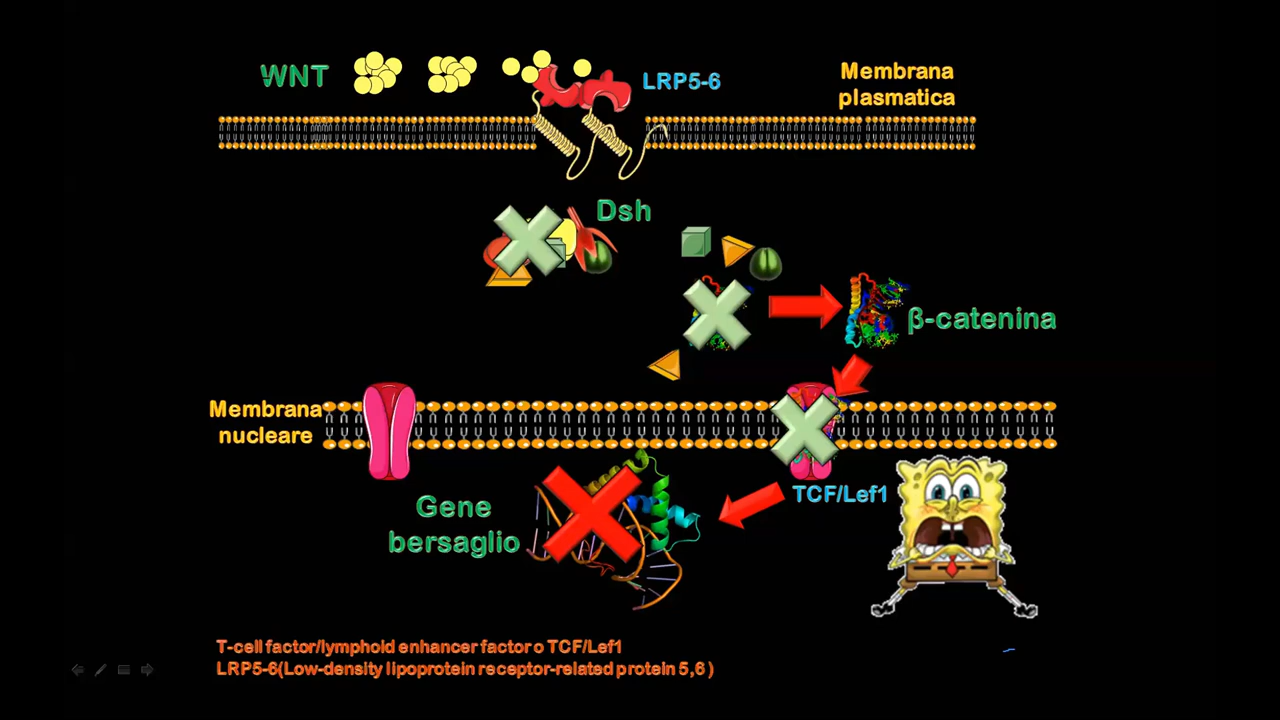 WNT
LRP5-6
Membrana
plasmatica
Dsh
β-catenina
Membrana
nucleare
TCF/Lef1
Gene
bersaglio
T-cell factor/lymphoid enhancer factor o TCF/Lef1
LRP5-6(Low-density lipoprotein receptor-related protein 5,6 )